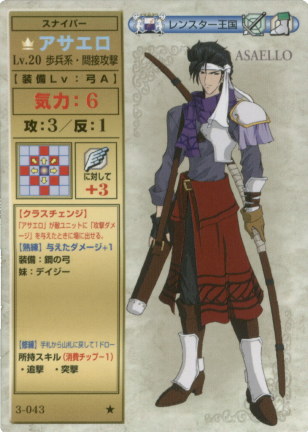 スナイパー
アサエロ
Lv.20 歩兵系・間接攻撃
【装備Lv：弓A】
気力：6
攻：3／反：1
に対して
+3
【クラスチェンジ】
「アサエロ」が敵ユニットに「攻撃ダメージ」を与えたときに場に出せる。
【熟練】与えたダメージ+1
装備：鋼の弓
妹：デイジー
手札から山札に戻して1ドロー
所持スキル（消費チップ−1）
・追撃　・突撃
3-043
★
レンスター王国
ASAELLO